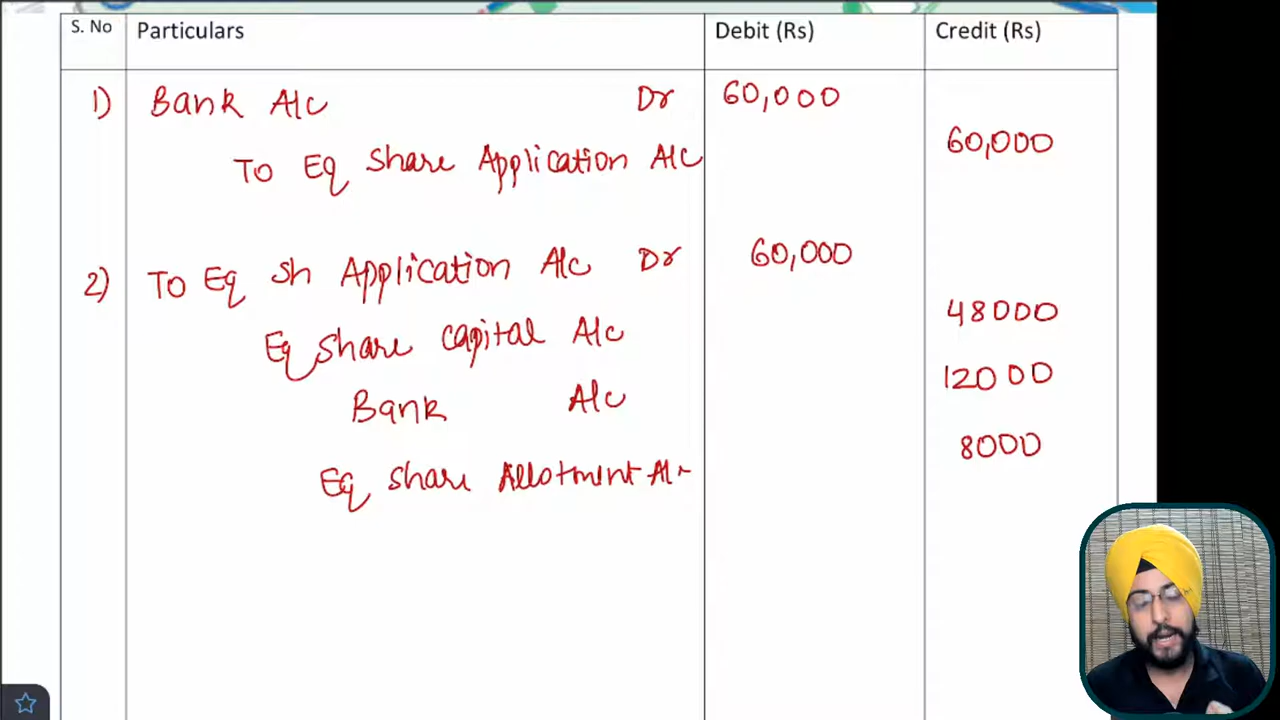 S. No Particulars Debit (Rs) Credit (Rs)
1) Bank A/c Dr 60,000
To Eq Share Application A/c 60,000
2) To Eq Sh Application A/c Dr 60,000
Eq Share capital A/c 48000
Bank A/c 12000
Eq share Allotment A/c 8000